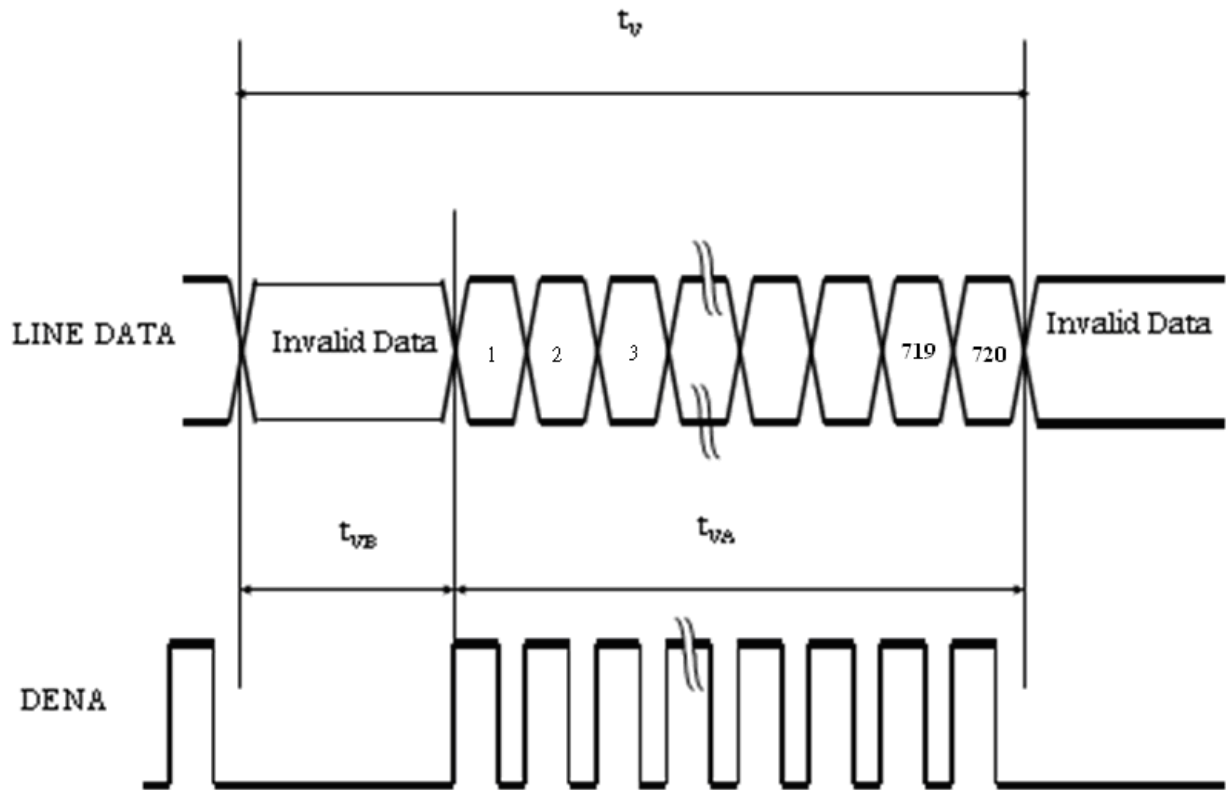 tV
LINE DATA
Invalid Data
1
2
3
719
720
Invalid Data
tVB
tVA
DENA